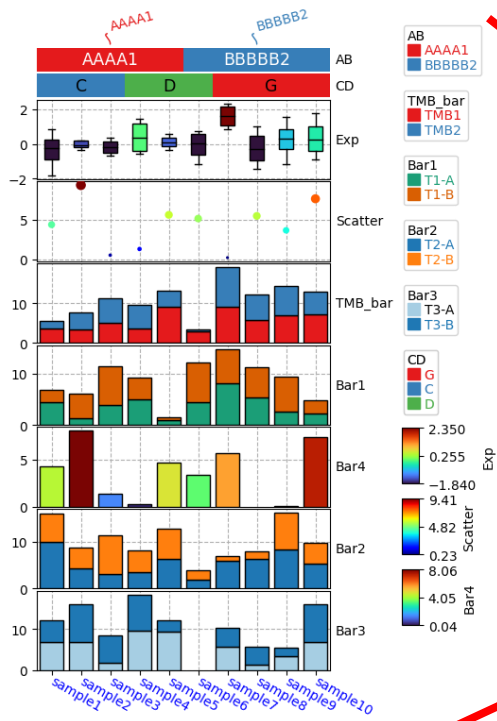 AAAA1
BBBBB2
AAAA1 BBBBB2 AB
C D G CD
2
0
−2
Exp
5
0
Scatter
10
0
TMB_bar
10
0
Bar1
5
0
Bar4
10
0
Bar2
10
0
Bar3
sample1 sample2 sample3 sample4 sample5 sample6 sample7 sample8 sample9 sample10
AB
AAAA1
BBBBB2
TMB_bar
TMB1
TMB2
Bar1
T1-A
T1-B
Bar2
T2-A
T2-B
Bar3
T3-A
T3-B
CD
G
C
D
2.350
0.255
−1.840
Exp
9.41
4.82
0.23
Scatter
8.06
4.05
0.04
Bar4